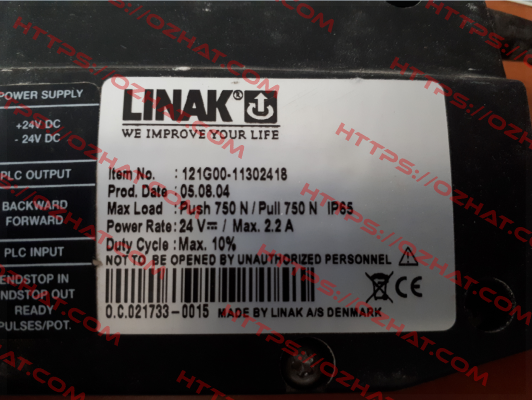 POWER SUPPLY
+24V DC
- 24V DC
PLC OUTPUT
BACKWARD
FORWARD
PLC INPUT
ENDSTOP IN
NDSTOP OUT
READY
PULSES/POT.
LINAK®
WE IMPROVE YOUR LIFE
Item No. : 121G00-11302418
Prod. Date : 05.08.04
Max Load : Push 750 N / Pull 750 N IP65
Power Rate : 24 V⎓ / Max. 2.2 A
Duty Cycle : Max. 10%
NOT TO BE OPENED BY UNAUTHORIZED PERSONNEL
CE
O.C.021733-0015 MADE BY LINAK A/S DENMARK
HTTPS://OZHAT.COM